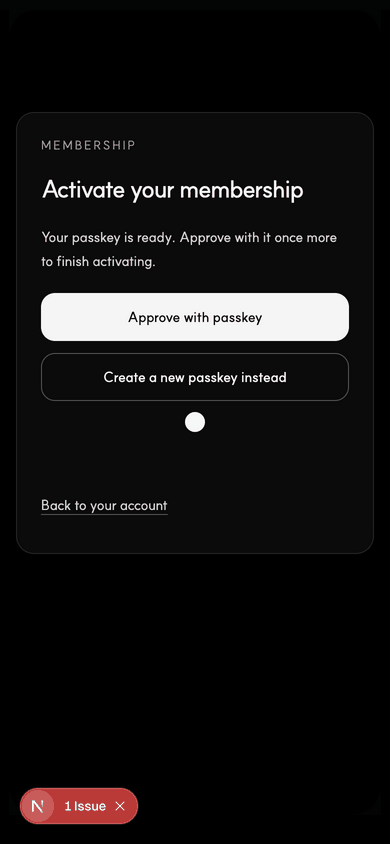 MEMBERSHIP
Activate your membership
Your passkey is ready. Approve with it once more
to finish activating.
Approve with passkey
Create a new passkey instead
Back to your account
N 1 Issue